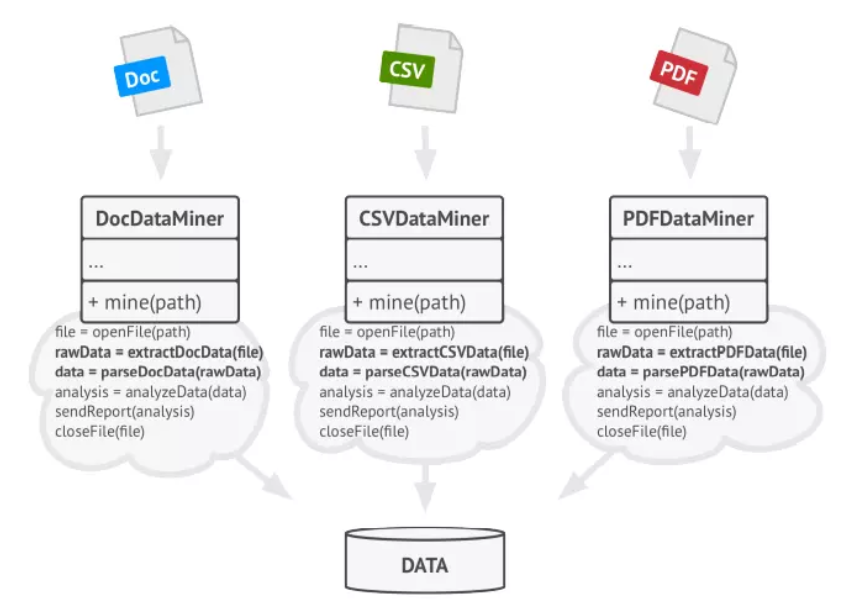 Doc
CSV
PDF
DocDataMiner
...
+ mine(path)
file = openFile(path)
rawData = extractDocData(file)
data = parseDocData(rawData)
analysis = analyzeData(data)
sendReport(analysis)
closeFile(file)
CSVDataMiner
...
+ mine(path)
file = openFile(path)
rawData = extractCSVData(file)
data = parseCSVData(rawData)
analysis = analyzeData(data)
sendReport(analysis)
closeFile(file)
PDFDataMiner
...
+ mine(path)
file = openFile(path)
rawData = extractPDFData(file)
data = parsePDFData(rawData)
analysis = analyzeData(data)
sendReport(analysis)
closeFile(file)
DATA